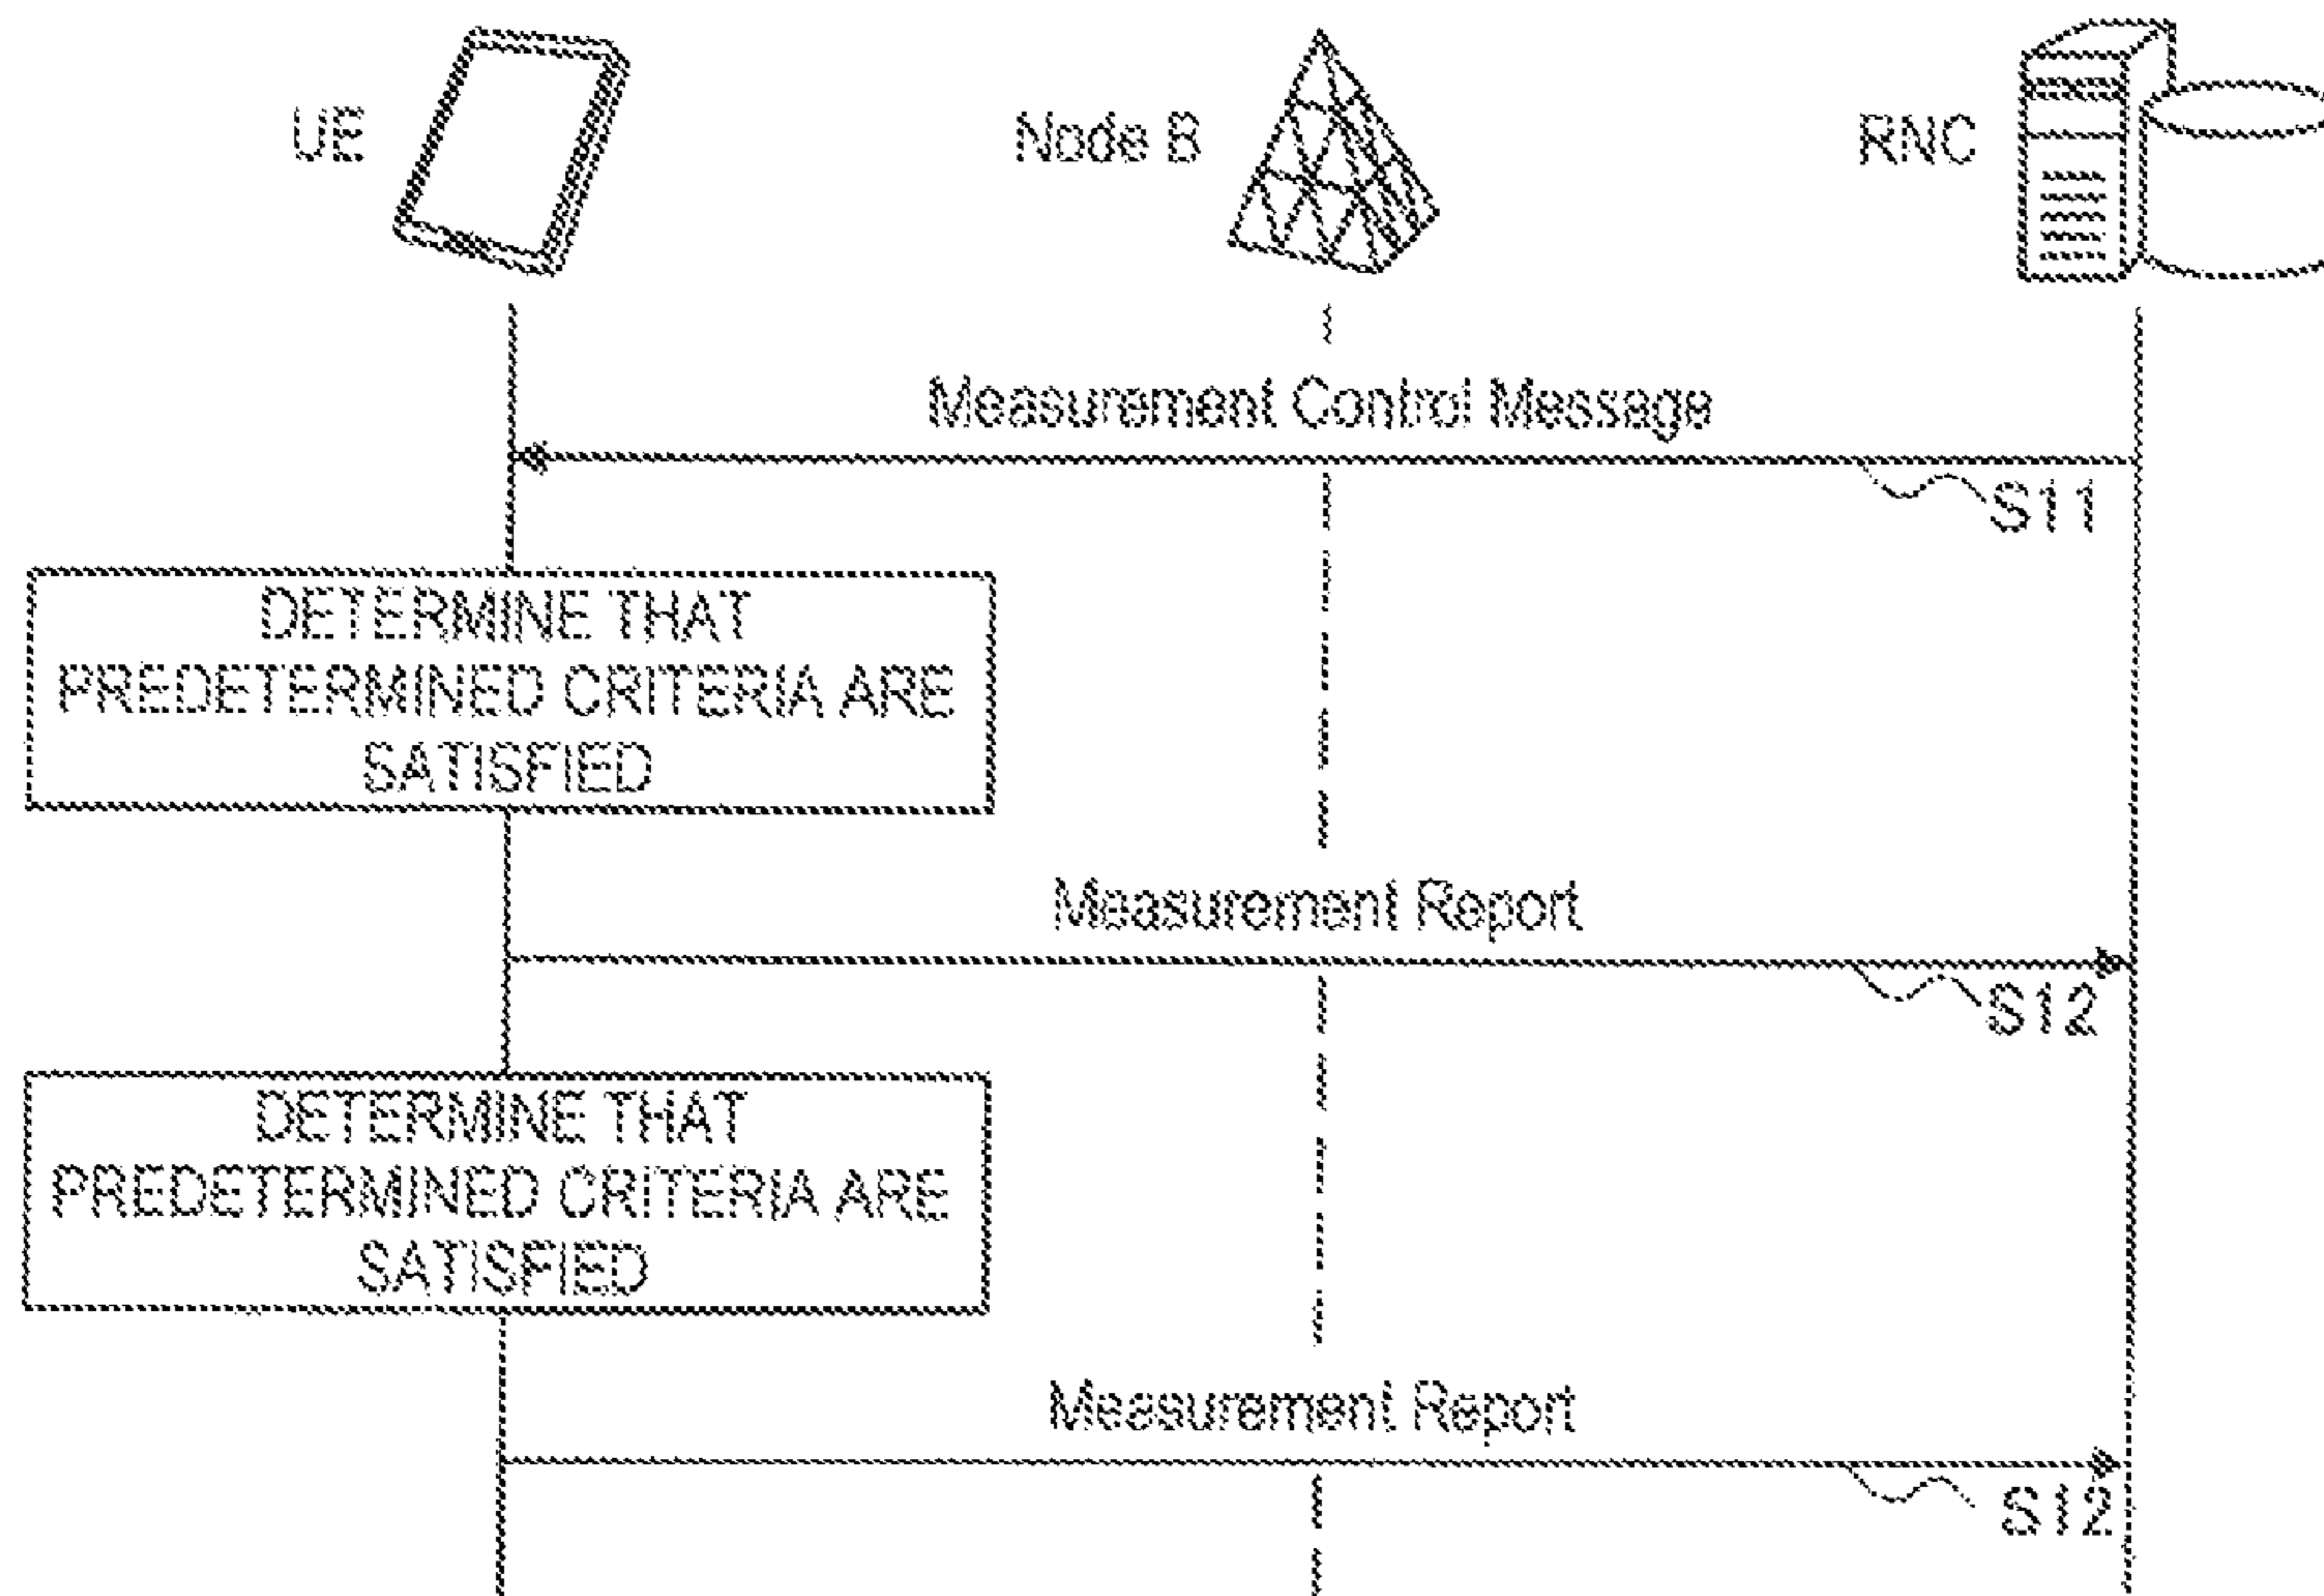 UE
Node B
RNC
Measurement Control Message
S11
DETERMINE THAT
PREDETERMINED CRITERIA ARE
SATISFIED
Measurement Report
S12
DETERMINE THAT
PREDETERMINED CRITERIA ARE
SATISFIED
Measurement Report
S12